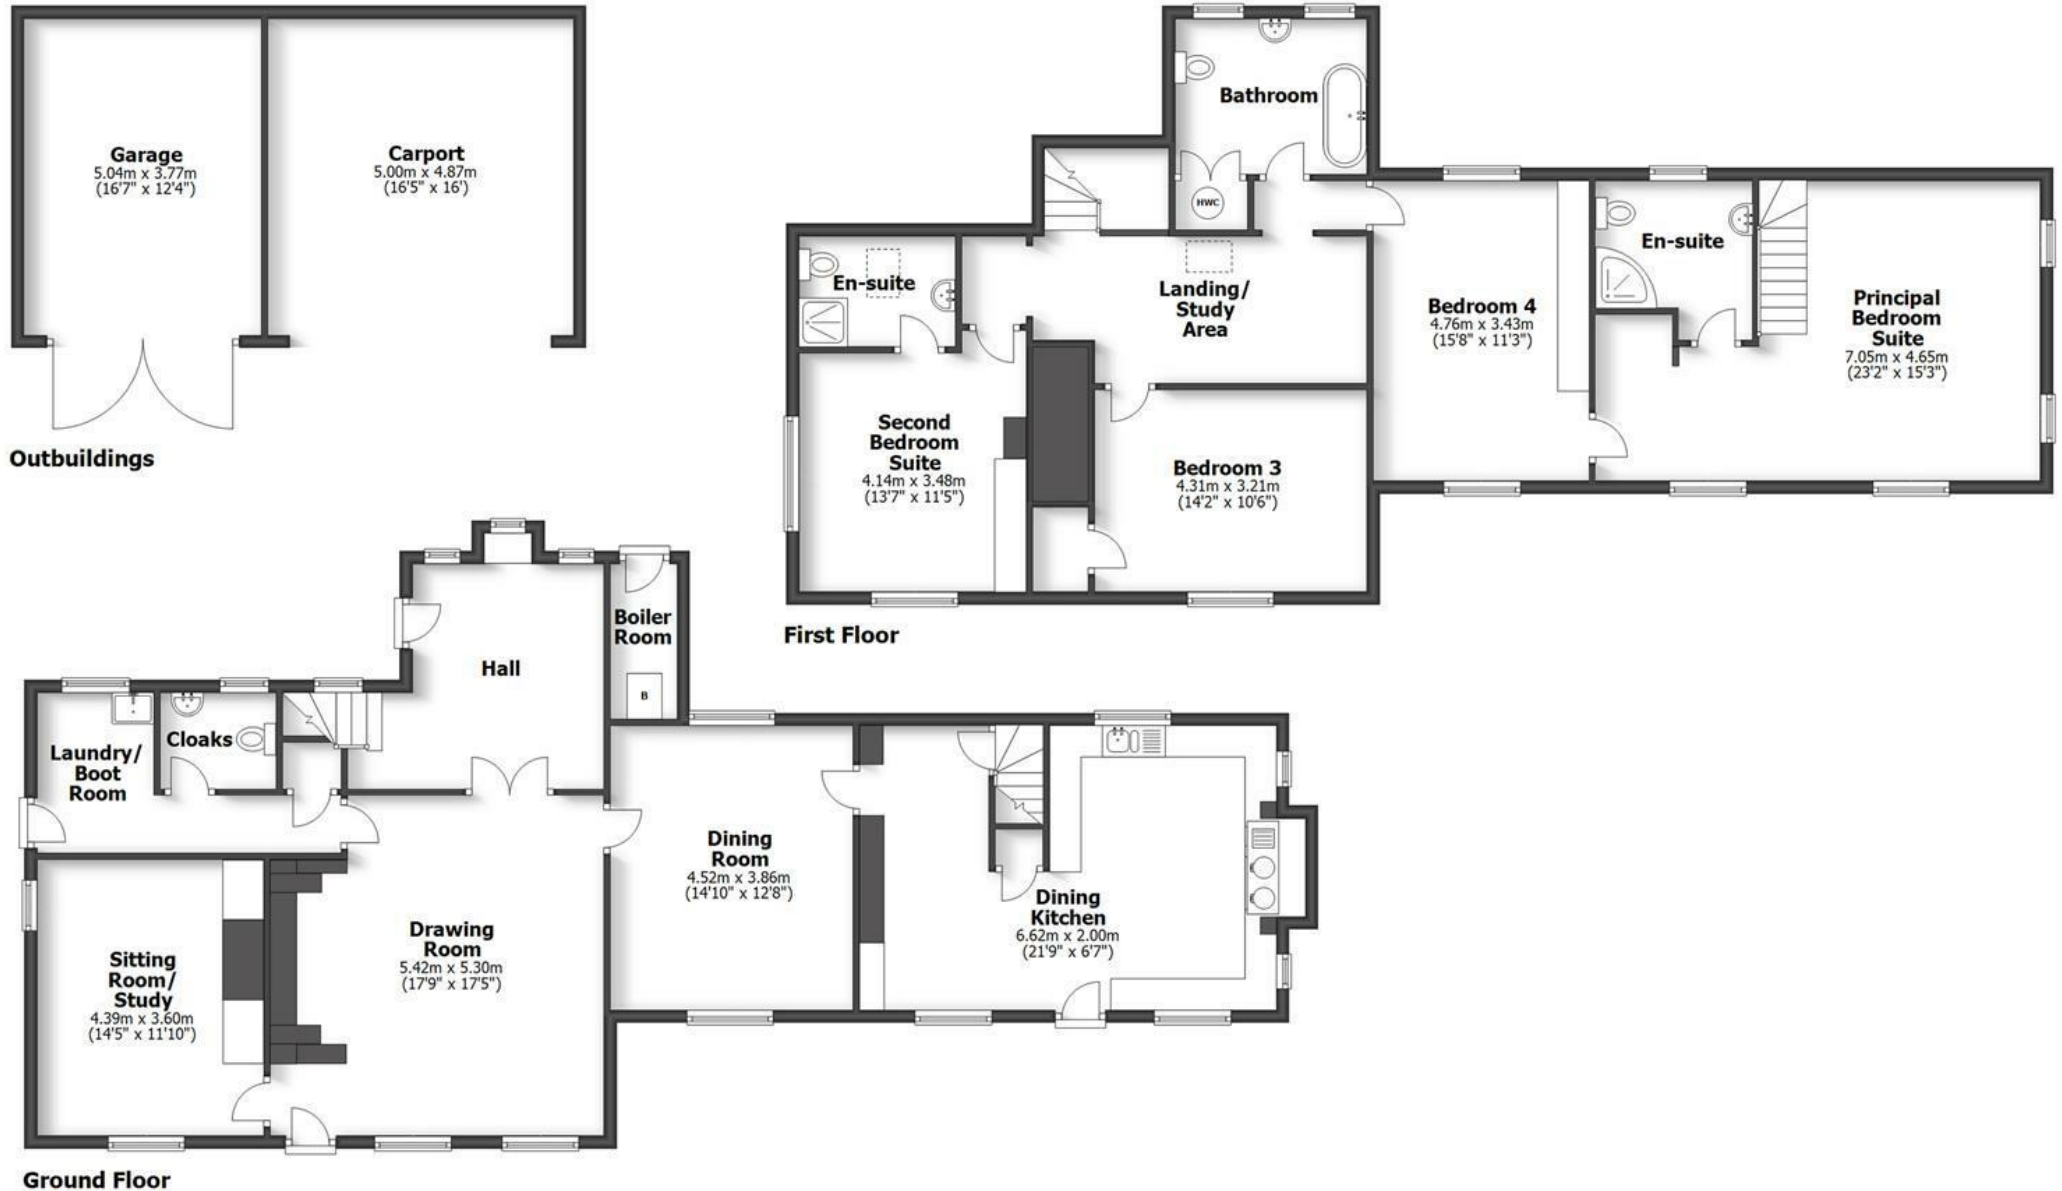 Garage
5.04m x 3.77m
(16'7" x 12'4")
Carport
5.00m x 4.87m
(16'5" x 16')
Outbuildings
Bathroom
HWC
En-suite
Landing/
Study
Area
Bedroom 4
4.76m x 3.43m
(15'8" x 11'3")
En-suite
Principal
Bedroom
Suite
7.05m x 4.65m
(23'2" x 15'3")
Second
Bedroom
Suite
4.14m x 3.48m
(13'7" x 11'5")
Bedroom 3
4.31m x 3.21m
(14'2" x 10'6")
First Floor
Boiler
Room
B
Hall
Laundry/
Boot
Room
Cloaks
Dining
Room
4.52m x 3.86m
(14'10" x 12'8")
Dining
Kitchen
6.62m x 2.00m
(21'9" x 6'7")
Drawing
Room
5.42m x 5.30m
(17'9" x 17'5")
Sitting
Room/
Study
4.39m x 3.60m
(14'5" x 11'10")
Ground Floor